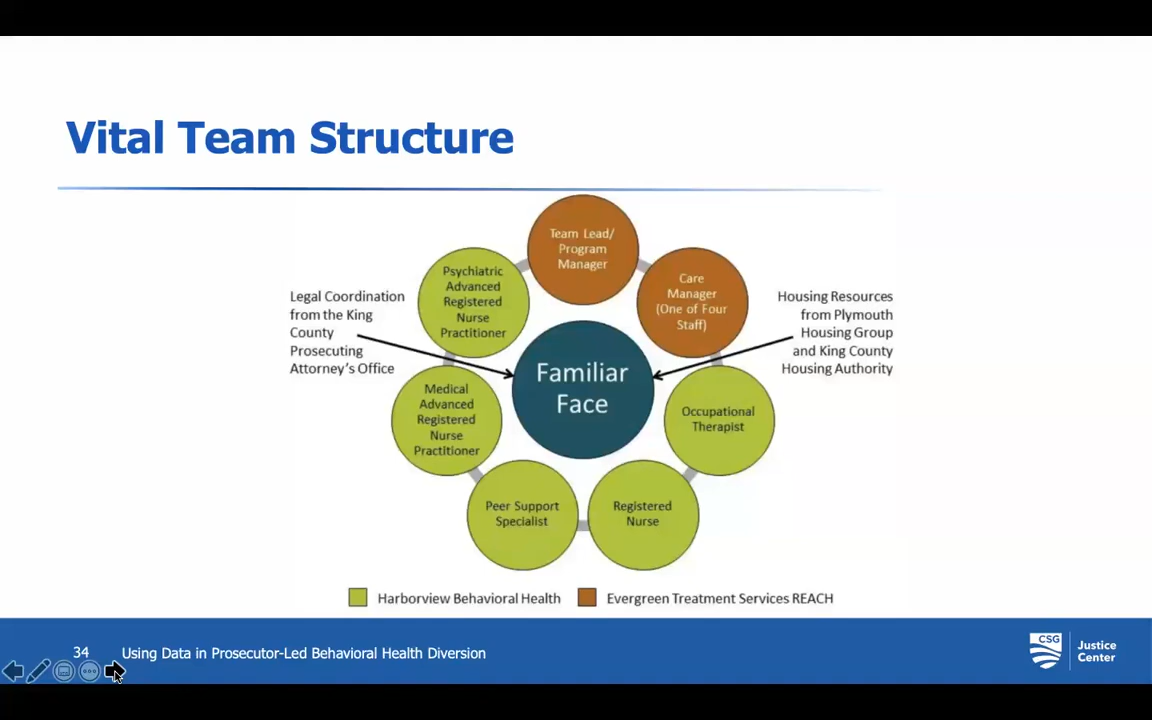 Vital Team Structure
Team Lead/
Program
Manager
Psychiatric
Advanced
Registered
Nurse
Practitioner
Care
Manager
(One of Four
Staff)
Legal Coordination
from the King
County
Prosecuting
Attorney's Office
Housing Resources
from Plymouth
Housing Group
and King County
Housing Authority
Familiar
Face
Medical
Advanced
Registered
Nurse
Practitioner
Occupational
Therapist
Peer Support
Specialist
Registered
Nurse
Harborview Behavioral Health
Evergreen Treatment Services REACH
34
Using Data in Prosecutor-Led Behavioral Health Diversion
CSG
Justice
Center